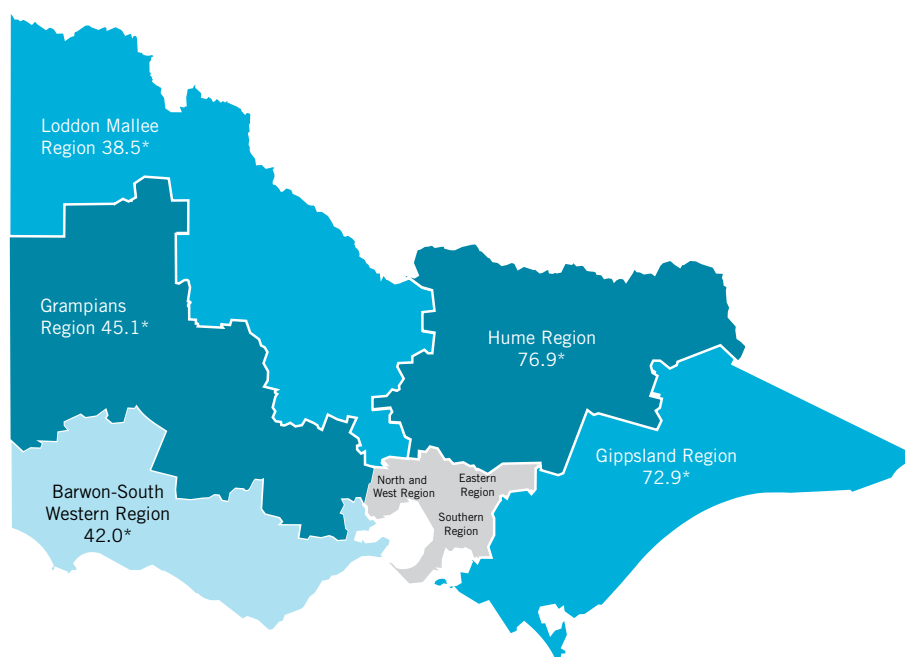 Loddon Mallee
Region 38.5*
Grampians
Region 45.1*
Hume Region
76.9*
Gippsland Region
72.9*
North and
West Region
Eastern
Region
Southern
Region
Barwon-South
Western Region
42.0*